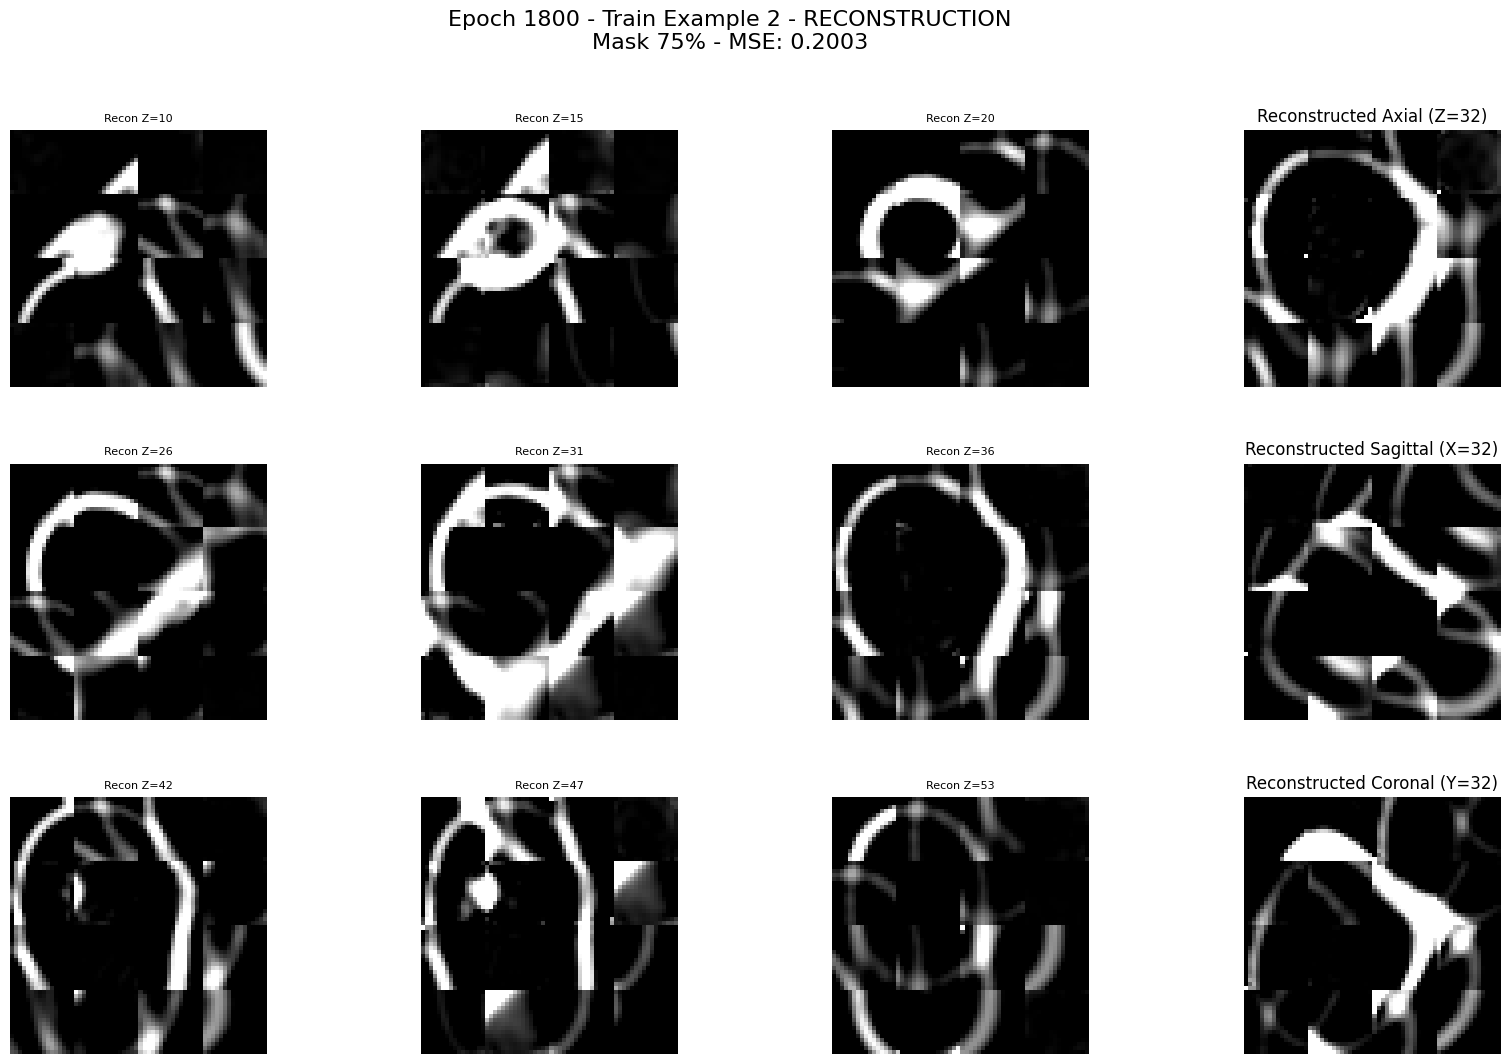 Epoch 1800 - Train Example 2 - RECONSTRUCTION
Mask 75% - MSE: 0.2003
Recon Z=10
Recon Z=15
Recon Z=20
Reconstructed Axial (Z=32)
Recon Z=26
Recon Z=31
Recon Z=36
Reconstructed Sagittal (X=32)
Recon Z=42
Recon Z=47
Recon Z=53
Reconstructed Coronal (Y=32)